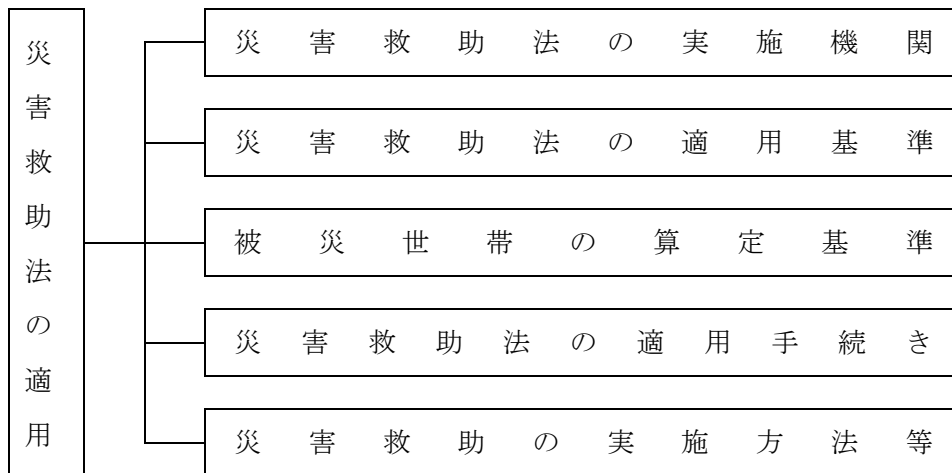 災害救助法の適用
災害救助法の実施機関
災害救助法の適用基準
被災世帯の算定基準
災害救助法の適用手続き
災害救助の実施方法等